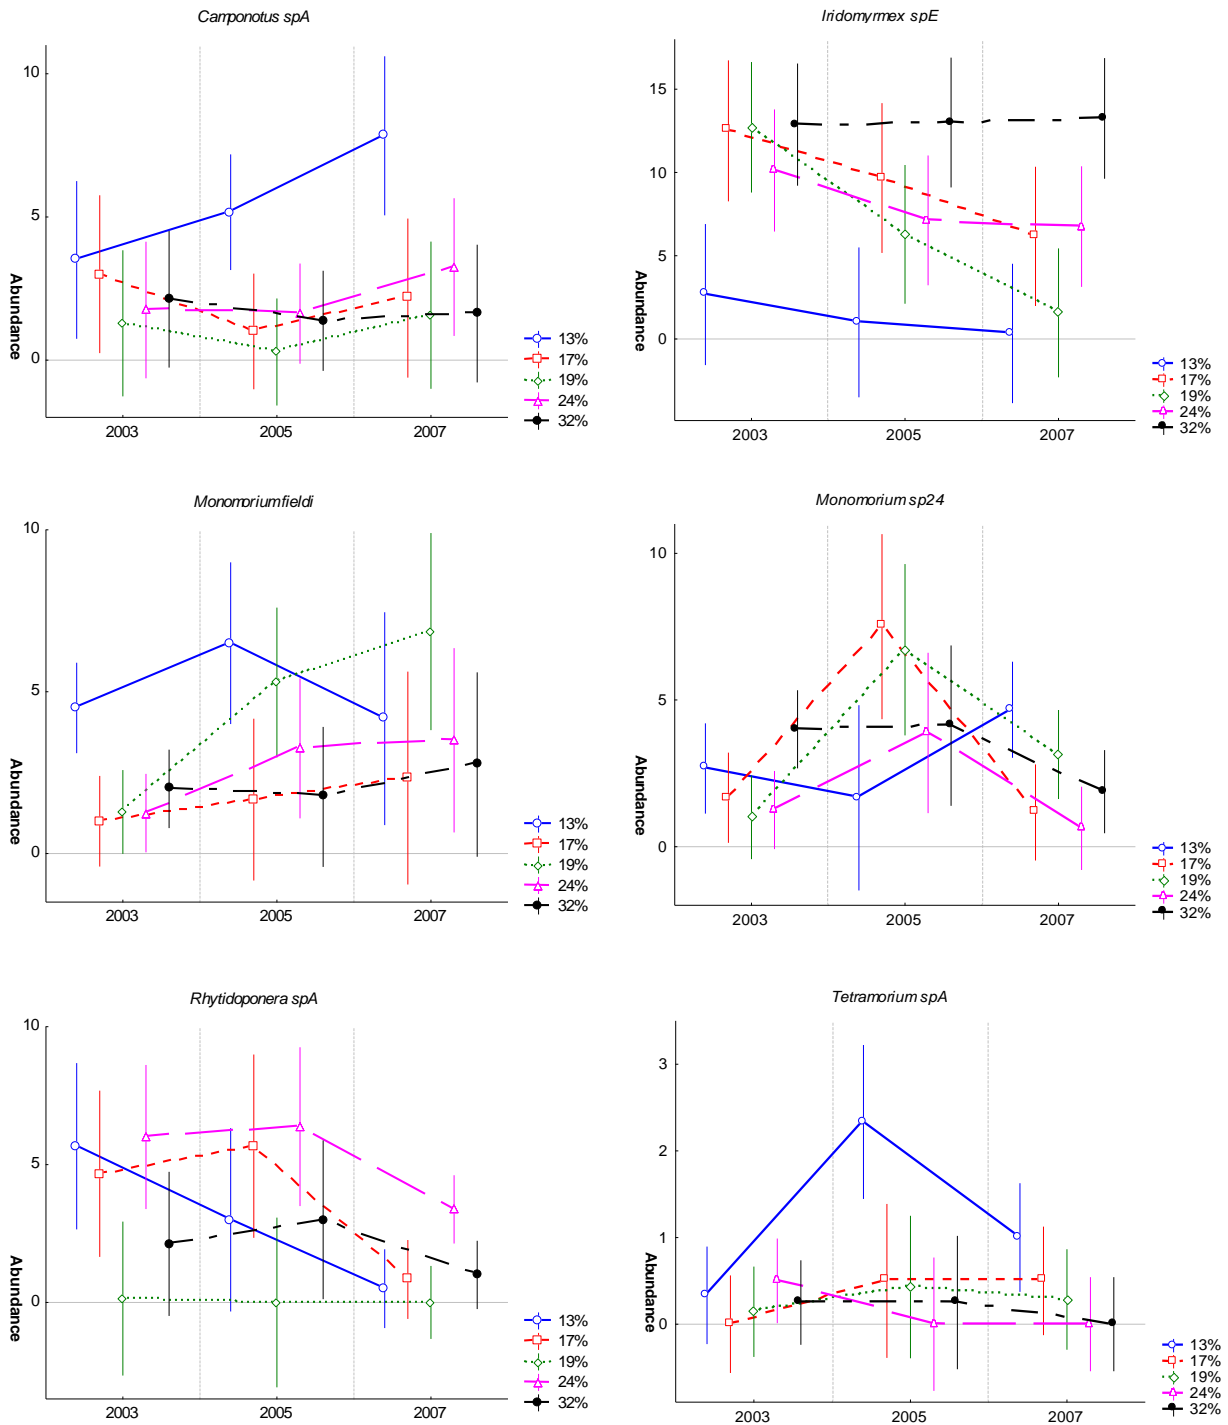 Camponotus spA
10
5
0
Abundance
2003 2005 2007
13%
17%
19%
24%
32%
Iridomyrmex spE
15
10
5
0
Abundance
2003 2005 2007
13%
17%
19%
24%
32%
Monomoriumfieldi
10
5
0
Abundance
2003 2005 2007
13%
17%
19%
24%
32%
Monomorium sp24
10
5
0
Abundance
2003 2005 2007
13%
17%
19%
24%
32%
Rhytidoponera spA
10
5
0
Abundance
2003 2005 2007
13%
17%
19%
24%
32%
Tetramorium spA
3
2
1
0
Abundance
2003 2005 2007
13%
17%
19%
24%
32%